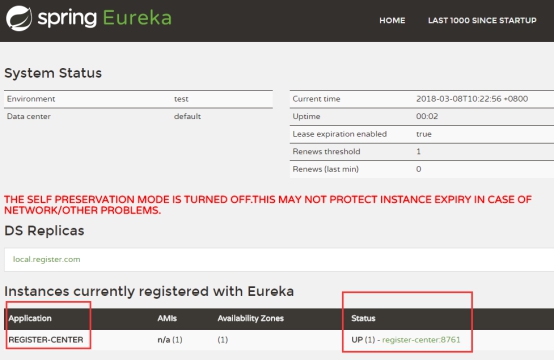 spring Eureka HOME LAST 1000 SINCE STARTUP
System Status
Environment test Current time 2018-03-08T10:22:56 +0800
Data center default Uptime 00:02
Lease expiration enabled true
Renews threshold 1
Renews (last min) 0
THE SELF PRESERVATION MODE IS TURNED OFF.THIS MAY NOT PROTECT INSTANCE EXPIRY IN CASE OF
NETWORK/OTHER PROBLEMS.
DS Replicas
local.register.com
Instances currently registered with Eureka
Application AMIs Availability Zones Status
REGISTER-CENTER n/a (1) (1) UP (1) - register-center:8761